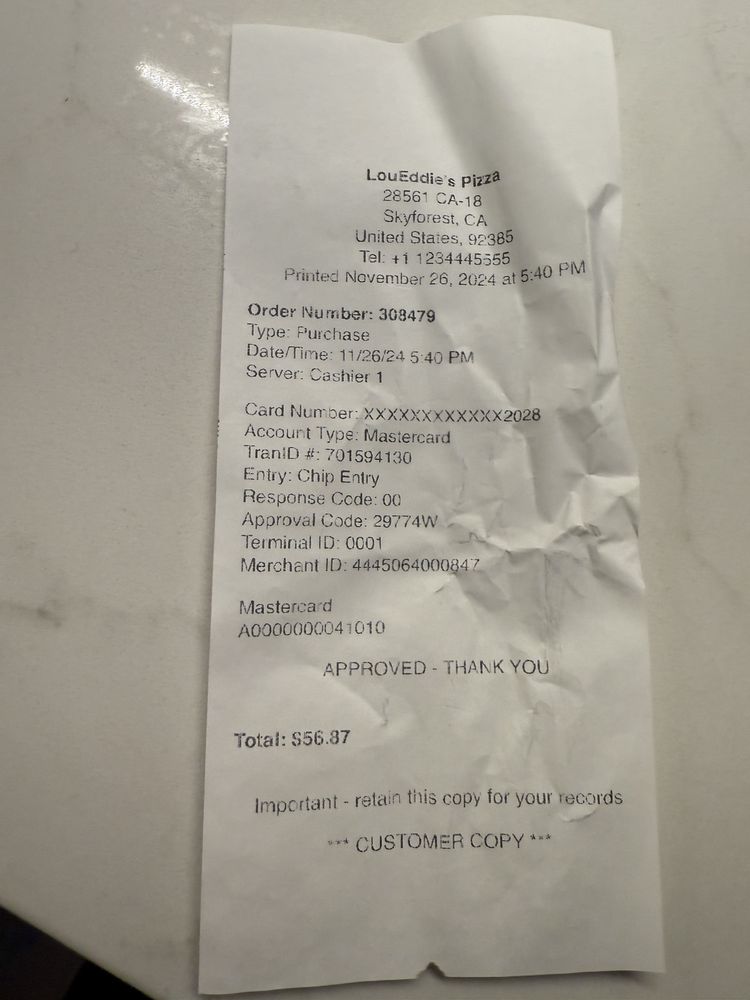 LouEddie's Pizza
28561 CA-18
Skyforest, CA
United States, 92385
Tel: +1 1234445555
Printed November 26, 2024 at 5:40 PM
Order Number: 308479
Type: Purchase
Date/Time: 11/26/24 5:40 PM
Server: Cashier 1
Card Number: XXXXXXXXXXXX2028
Account Type: Mastercard
TranID #: 701594130
Entry: Chip Entry
Response Code: 00
Approval Code: 29774W
Terminal ID: 0001
Merchant ID: 4445064000847
Mastercard
A0000000041010
APPROVED - THANK YOU
Total: $56.87
Important - retain this copy for your records
*** CUSTOMER COPY ***